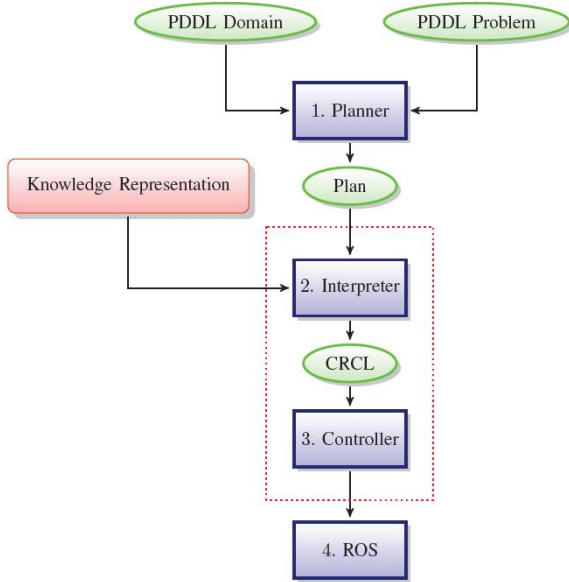 PDDL Domain
PDDL Problem
1. Planner
Knowledge Representation
Plan
2. Interpreter
CRCL
3. Controller
4. ROS